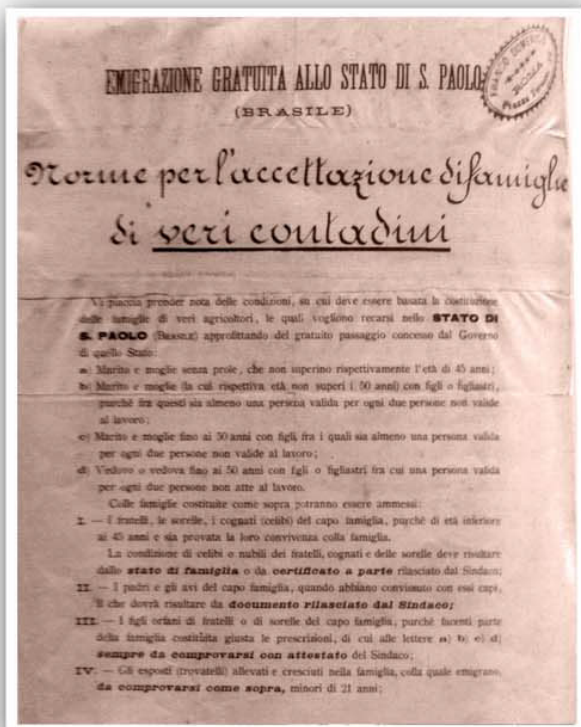 EMIGRAZIONE GRATUITA ALLO STATO DI S. PAOLO
(BRASILE)
Norme per l'accettazione di famiglie
di veri contadini
Vi piaccia prender nota delle condizioni, su cui deve essere basata la costituzione
delle famiglie di veri agricoltori, le quali vogliono recarsi nello STATO DI
S. PAOLO (BRASILE) approfittando del gratuito passaggio concesso dal Governo
di quello Stato:
a) Marito e moglie senza prole, che non superino rispettivamente l'età di 45 anni;
b) Marito e moglie (la cui rispettiva età non superi i 50 anni) con figli o figliastri,
purchè fra questi sia almeno una persona valida per ogni due persone non valide
al lavoro;
c) Marito e moglie fino ai 50 anni con figli fra i quali sia almeno una persona valida
per ogni due persone non valide al lavoro;
d) Vedovo o vedova fino ai 50 anni con figli o figliastri fra cui una persona valida
per ogni due persone non atte al lavoro.
Colle famiglie costituite come sopra potranno essere ammessi:
I. — I fratelli, le sorelle, i cognati (celibi) del capo famiglia, purchè di età inferiore
ai 45 anni e sia provata la loro convivenza colla famiglia.
La condizione di celibi o nubili dei fratelli, cognati e delle sorelle deve risultare
dallo stato di famiglia o da certificato a parte rilasciato dal Sindaco;
II. — I padri e gli avi del capo famiglia, quando abbiano convissuto con essi capi,
il che dovrà risultare da documento rilasciato dal Sindaco;
III. — I figli orfani di fratelli o di sorelle del capo famiglia, purchè facenti parte
della famiglia costituita giusta le prescrizioni, di cui alle lettere a) b) c) d)
sempre da comprovarsi con attestato del Sindaco;
IV. — Gli esposti (trovatelli) allevati e cresciuti nella famiglia, colla quale emigrano,
da comprovarsi come sopra, minori di 21 anni;